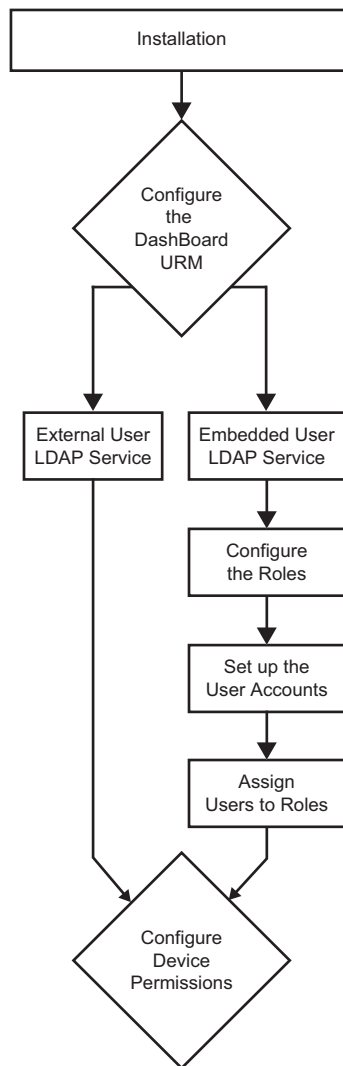 Installation
Configure
the
DashBoard
URM
External User
LDAP Service
Embedded User
LDAP Service
Configure
the Roles
Set up the
User Accounts
Assign
Users to Roles
Configure
Device
Permissions